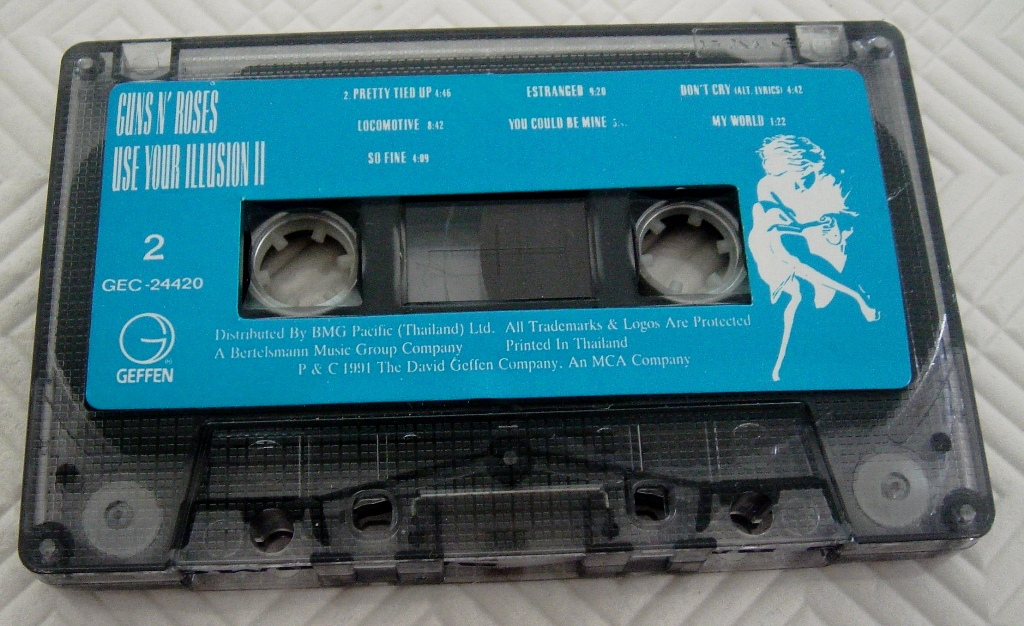 GUNS N' ROSES
USE YOUR ILLUSION II
2. PRETTY TIED UP 4:46
LOCOMOTIVE 8:42
SO FINE 4:09
ESTRANGED 9:20
YOU COULD BE MINE
DON'T CRY (ALT. LYRICS) 4:42
MY WORLD 1:22
2
GEC-24420
GEFFEN
Distributed By BMG Pacific (Thailand) Ltd. All Trademarks & Logos Are Protected
A Bertelsmann Music Group Company Printed In Thailand
P & C 1991 The David Geffen Company. An MCA Company